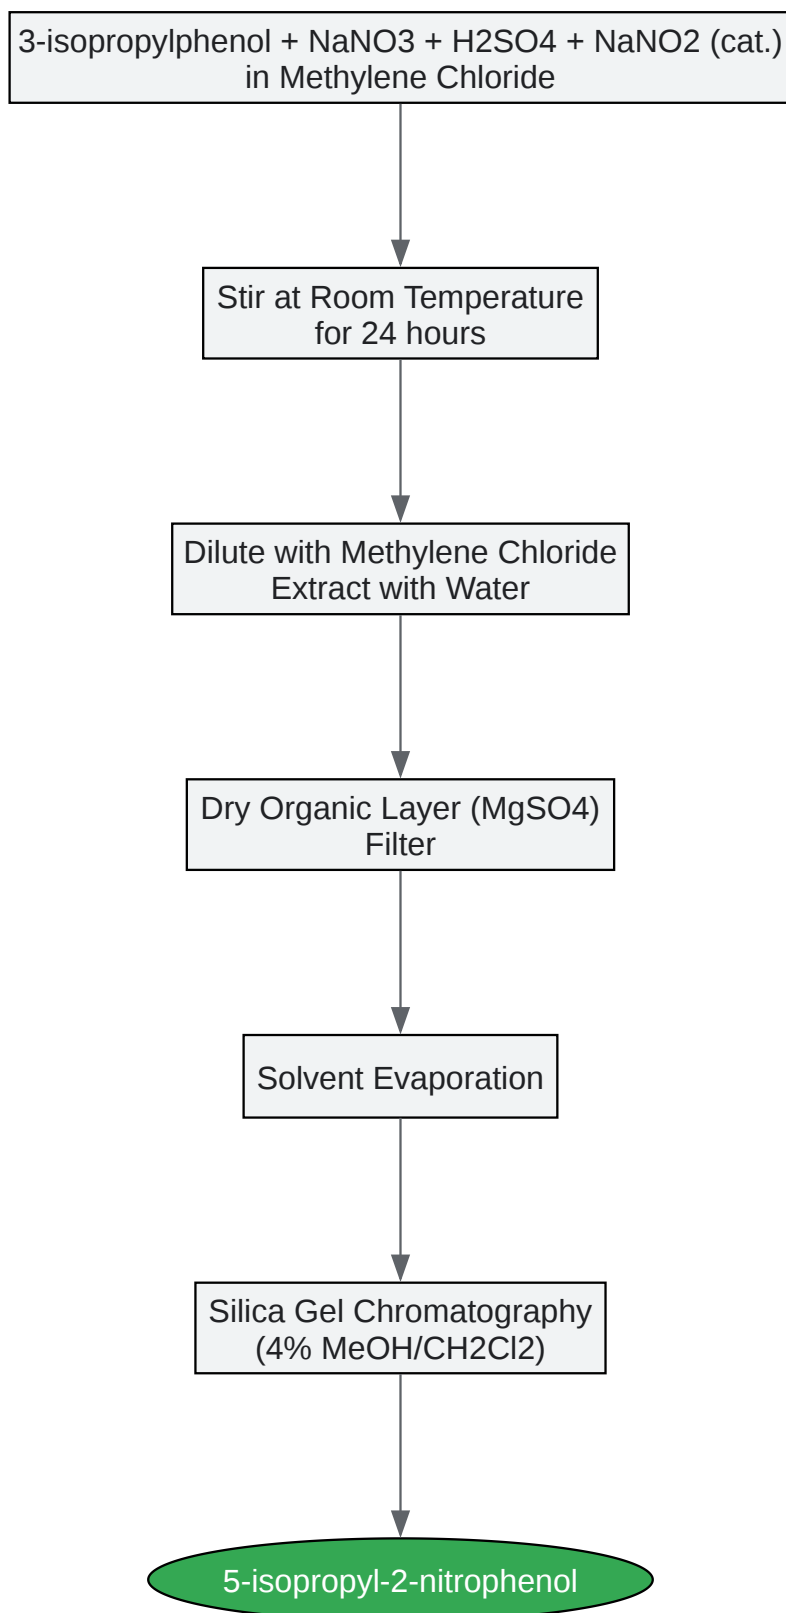 3-isopropylphenol + NaNO3 + H2SO4 + NaNO2 (cat.)
in Methylene Chloride
Stir at Room Temperature
for 24 hours
Dilute with Methylene Chloride
Extract with Water
Dry Organic Layer (MgSO4)
Filter
Solvent Evaporation
Silica Gel Chromatography
(4% MeOH/CH2Cl2)
5-isopropyl-2-nitrophenol